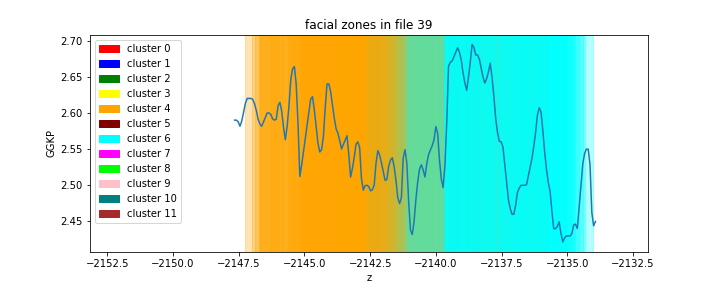 facial zones in file 39
2.70
2.65
2.60
2.55
2.50
2.45
GGKP
cluster 0
cluster 1
cluster 2
cluster 3
cluster 4
cluster 5
cluster 6
cluster 7
cluster 8
cluster 9
cluster 10
cluster 11
−2152.5
−2150.0
−2147.5
−2145.0
−2142.5
−2140.0
−2137.5
−2135.0
−2132.5
z